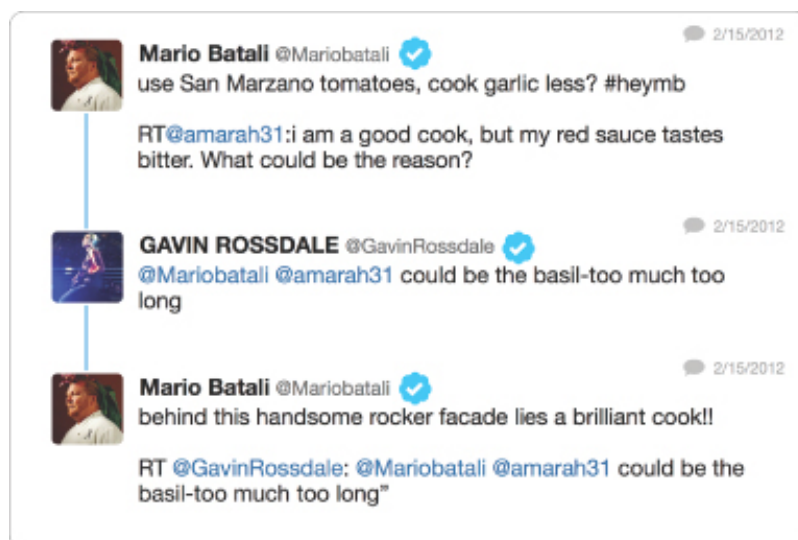 2/15/2012
Mario Batali @Mariobatali
use San Marzano tomatoes, cook garlic less? #heymb
RT@amarah31:i am a good cook, but my red sauce tastes
bitter. What could be the reason?
2/15/2012
GAVIN ROSSDALE @GavinRossdale
@Mariobatali @amarah31 could be the basil-too much too
long
2/15/2012
Mario Batali @Mariobatali
behind this handsome rocker facade lies a brilliant cook!!
RT @GavinRossdale: @Mariobatali @amarah31 could be the
basil-too much too long”